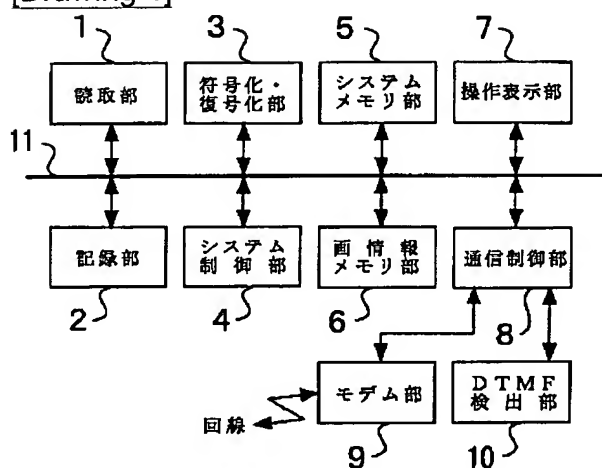 1
3
5
7
読取部
符号化・
復号化部
システム
メモリ部
操作表示部
11
記録部
システム
制御部
画情報
メモリ部
通信制御部
2
4
6
8
モデム部
DTMF
検出部
回線
9
10